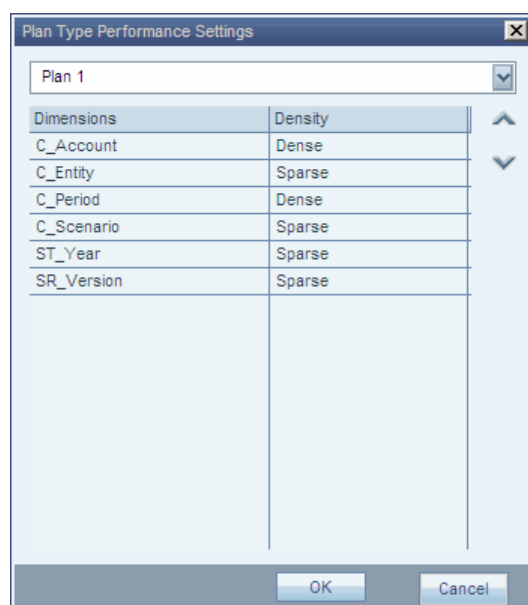 Plan Type Performance Settings
Plan 1
Dimensions Density
C_Account Dense
C_Entity Sparse
C_Period Dense
C_Scenario Sparse
ST_Year Sparse
SR_Version Sparse
OK Cancel